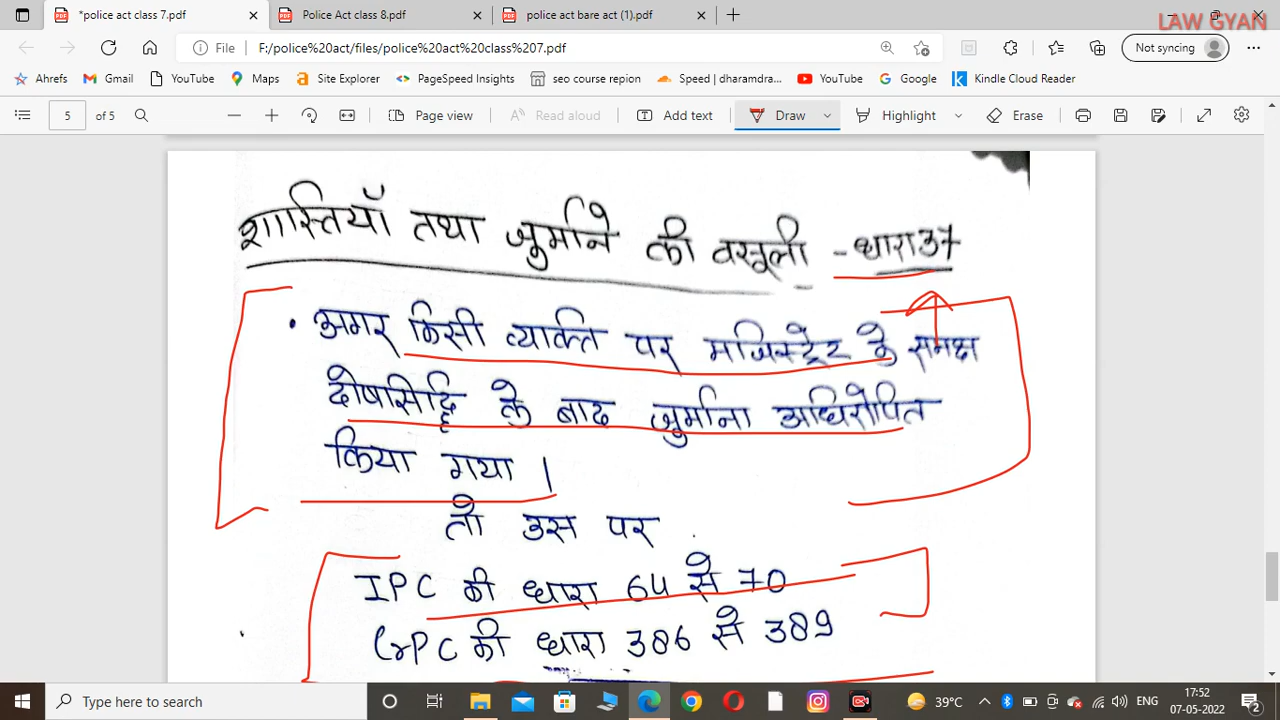 *police act class 7.pdf
Police Act class 8.pdf
police act bare act (1).pdf
LAW GYAN
File
F:/police%20act/files/police%20act%20class%207.pdf
Not syncing
Ahrefs
Gmail
YouTube
Maps
Site Explorer
PageSpeed Insights
seo course repion
Speed | dharamdra...
YouTube
Google
Kindle Cloud Reader
5 of 5
Page view
Read aloud
Add text
Draw
Highlight
Erase
शास्तियाँ तथा जुर्माने की वसूली - धारा 37
• अगर किसी व्यक्ति पर मजिस्ट्रेट के समक्ष
दोषसिद्धि के बाद जुर्माना अधिरोपित
किया गया ।
तो उस पर
IPC की धारा 64 से 70
CrPC की धारा 386 से 389
Type here to search
39°C
ENG
17:52
07-05-2022
2